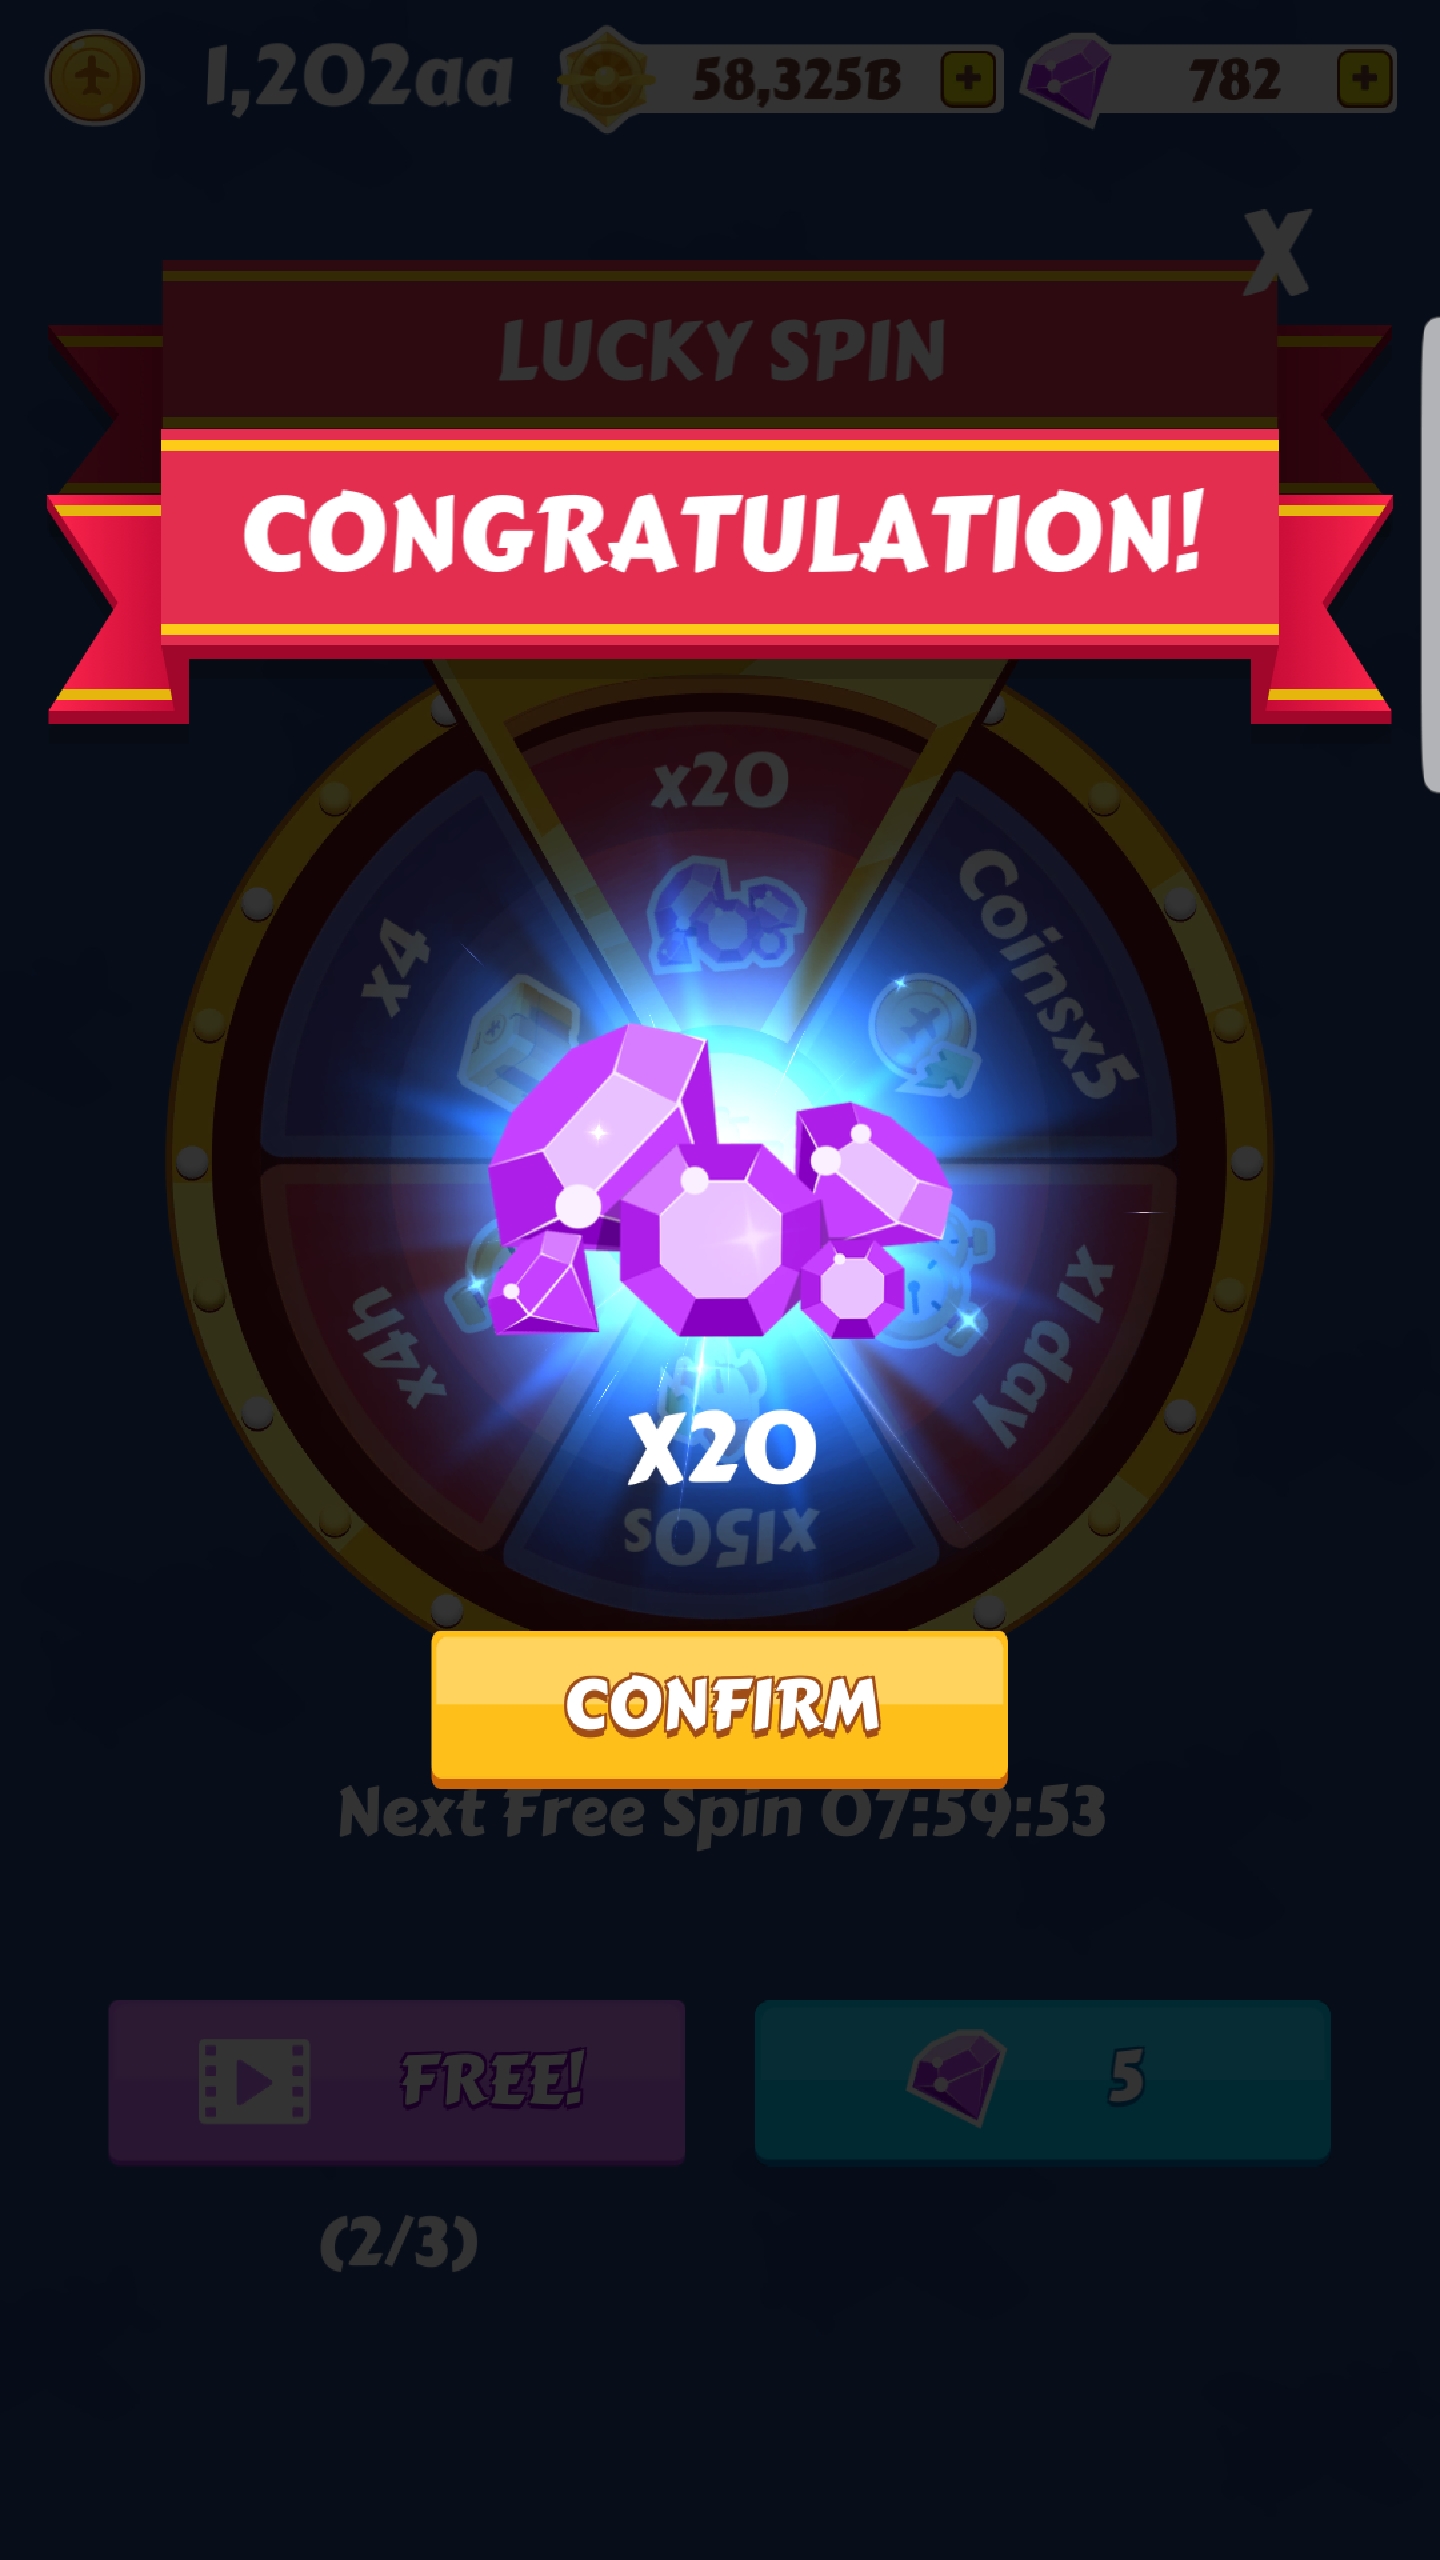 1,202aa 58,325B + 782 +
X
LUCKY SPIN
CONGRATULATION!
x20
x4
Coinsx5
x4h
x1 day
X20
x150s
CONFIRM
Next Free Spin 07:59:53
FREE! 5
(2/3)